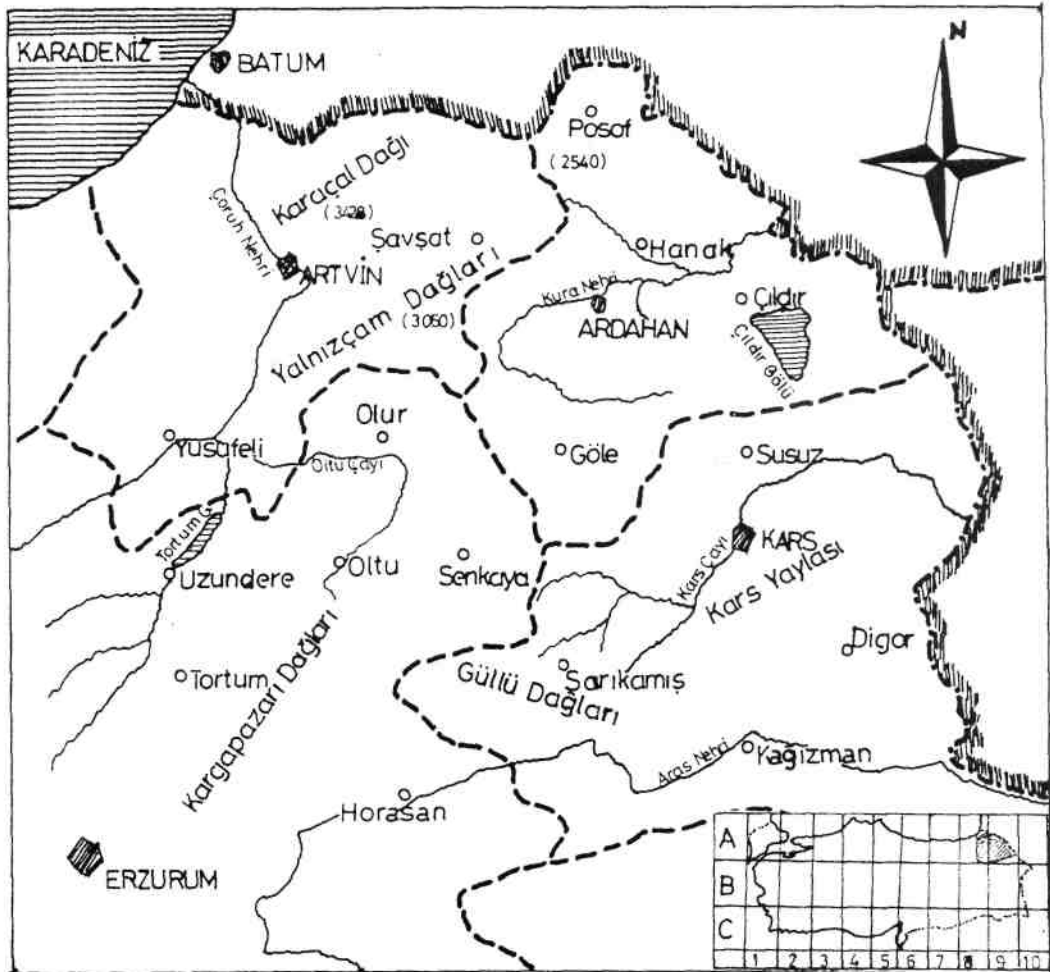 KARADENİZ
BATUM
N
Posof
(2540)
Karaçal Dağı
(3428)
Çoruh Nehri
Şavşat
Hanak
ARTVİN
Kura Nehri
Çıldır
ARDAHAN
Yalnızçam Dağları
(3050)
Çıldır Gölü
Olur
Yusufeli
Oltu Çayı
Göle
Susuz
Tortum G.
KARS
Uzundere
Oltu
Senkaya
Kars Çayı
Kars Yaylası
Digor
Tortum
Güllü Dağları
Sarıkamış
Kargapazarı Dağları
Aras Nehri
Kağızman
Horasan
ERZURUM
A
B
C
1 2 3 4 5 6 7 8 9 10